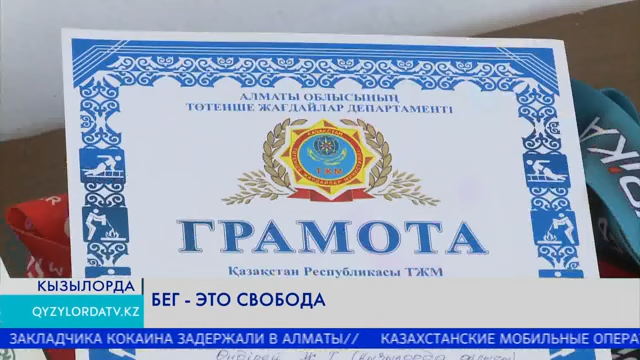 АЛМАТЫ ОБЛЫСЫНЫҢ
ТӨТЕНШЕ ЖАҒДАЙЛАР ДЕПАРТАМЕНТІ
ҚАЗАҚСТАН
ТЖМ
ГРАМОТА
Қазақстан Республикасы ТЖМ
КЫЗЫЛОРДА
QYZYLORDATV.KZ
БЕГ - ЭТО СВОБОДА
ЗАКЛАДЧИКА КОКАИНА ЗАДЕРЖАЛИ В АЛМАТЫ// КАЗАХСТАНСКИЕ МОБИЛЬНЫЕ ОПЕРА